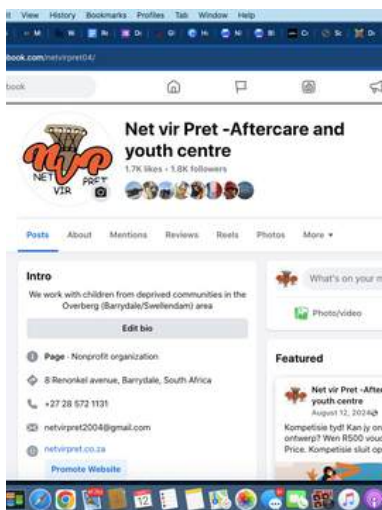 View History Bookmarks Profiles Tab Window Help
book.com/netvirpret04/
book
NVP
NET VIR PRET
Net vir Pret -Aftercare and
youth centre
1.7K likes • 1.8K followers
Posts About Mentions Reviews Reels Photos More
Intro
We work with children from deprived communities in the
Overberg (Barrydale/Swellendam) area
Edit bio
Page · Nonprofit organization
8 Renonkel avenue, Barrydale, South Africa
+27 28 572 1131
netvirpret2004@gmail.com
netvirpret.co.za
Promote Website
What's on your m
Photo/video
Featured
Net vir Pret -After
youth centre
August 12, 2024
Kompetisie tyd! Kan jy on
ontwerp? Wen R500 vouc
Price. Kompetisie sluit op
12